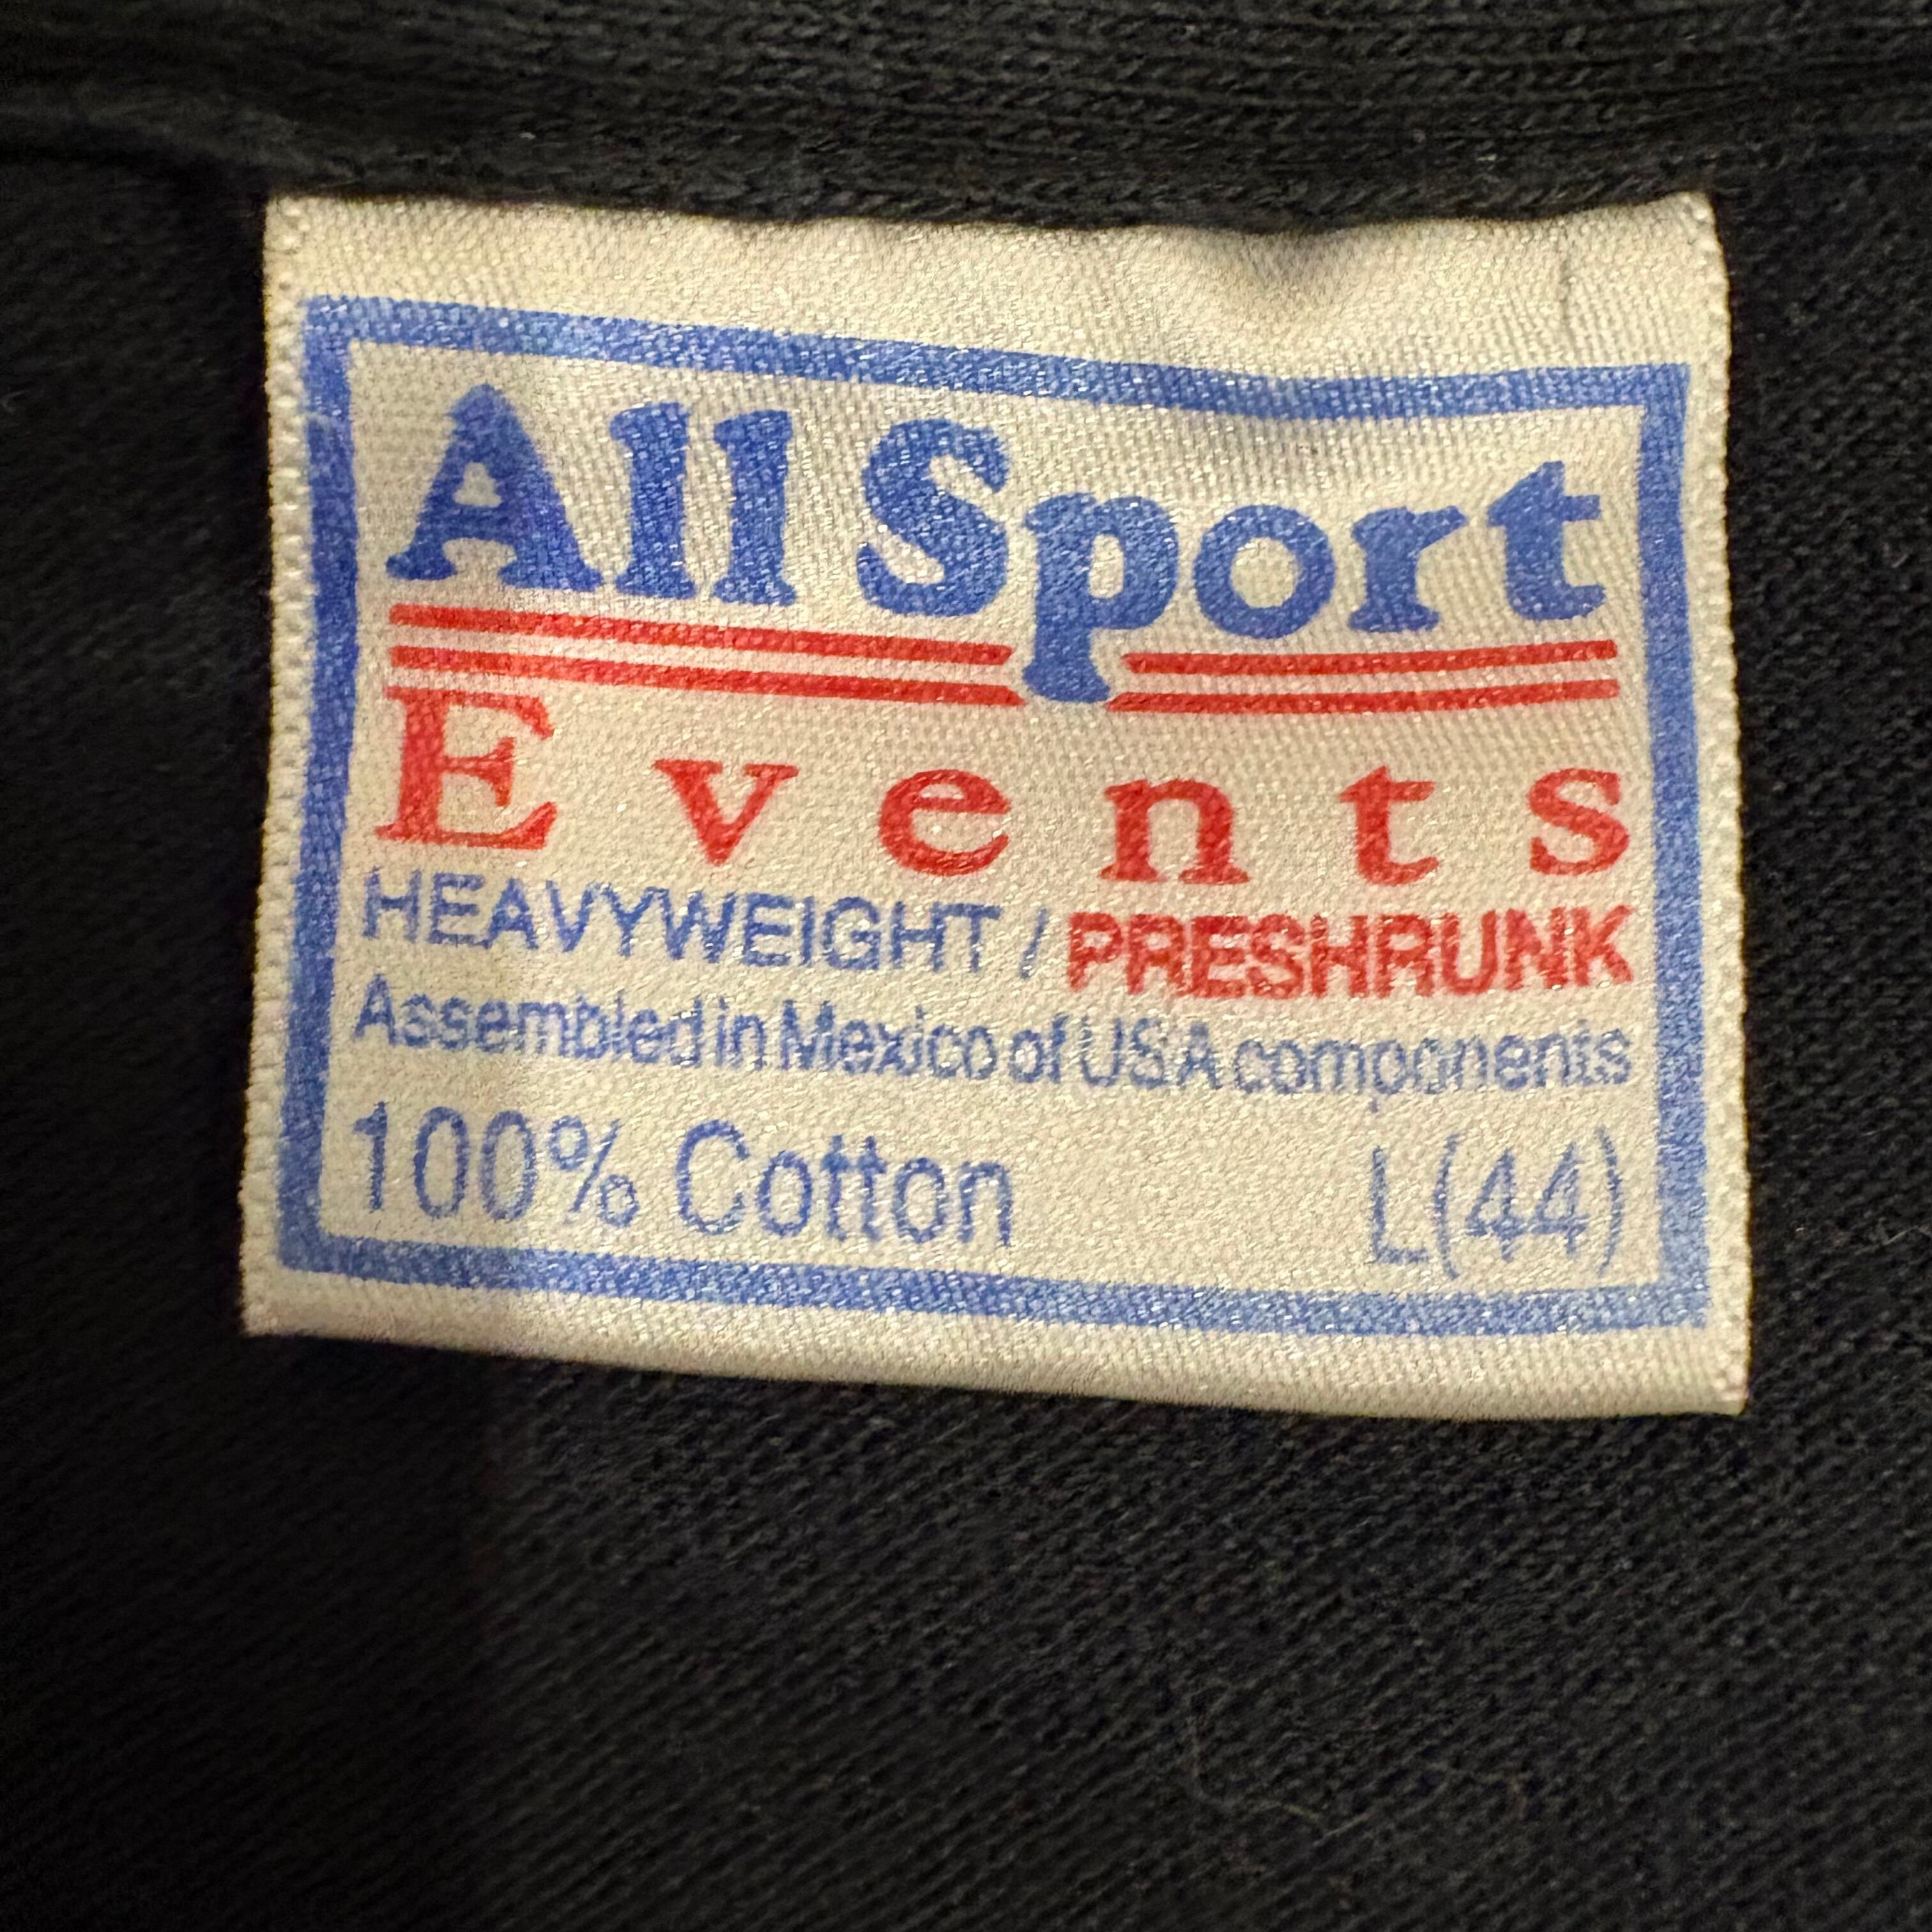 All Sport
Events
HEAVYWEIGHT / PRESHRUNK
Assembled in Mexico of USA components
100% Cotton L(44)